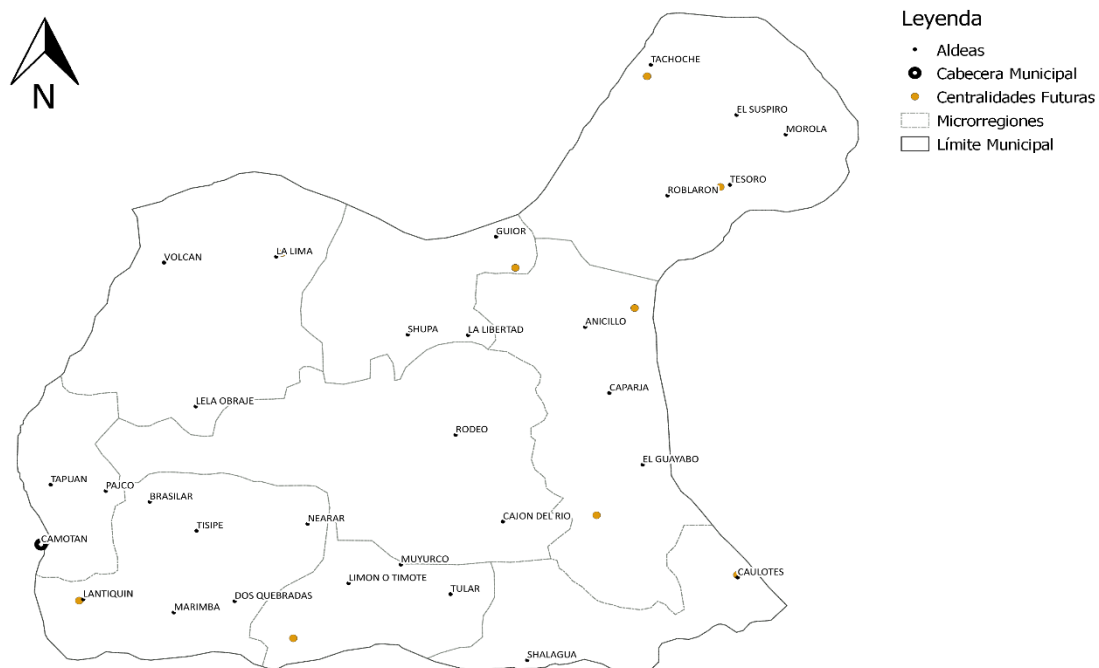 N
Leyenda
Aldeas
Cabecera Municipal
Centralidades Futuras
Microrregiones
Límite Municipal
TACHOCHE
EL SUSPIRO
MOROLA
TESORO
ROBLARON
GUIOR
VOLCAN
LA LIMA
SHUPA
LA LIBERTAD
ANICILLO
CAPARJA
LELA OBRAJE
RODEO
EL GUAYABO
TAPUAN
PAJCO
BRASILAR
TISIPE
NEARAR
CAJON DEL RIO
CAMOTAN
MUYURCO
LIMON O TIMOTE
TULAR
CAULOTES
LANTIQUIN
MARIMBA
DOS QUEBRADAS
SHALAGUA